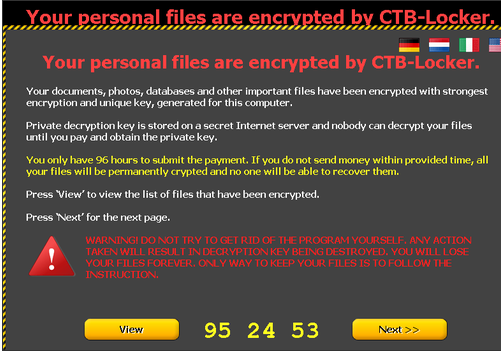 Your personal files are encrypted by CTB-Locker.
Your personal files are encrypted by CTB-Locker.
Your documents, photos, databases and other important files have been encrypted with strongest
encryption and unique key, generated for this computer.
Private decryption key is stored on a secret Internet server and nobody can decrypt your files
until you pay and obtain the private key.
You only have 96 hours to submit the payment. If you do not send money within provided time, all
your files will be permanently crypted and no one will be able to recover them.
Press 'View' to view the list of files that have been encrypted.
Press 'Next' for the next page.
WARNING! DO NOT TRY TO GET RID OF THE PROGRAM YOURSELF. ANY ACTION
TAKEN WILL RESULT IN DECRYPTION KEY BEING DESTROYED. YOU WILL LOSE
YOUR FILES FOREVER. ONLY WAY TO KEEP YOUR FILES IS TO FOLLOW THE
INSTRUCTION.
View 95 24 53 Next >>